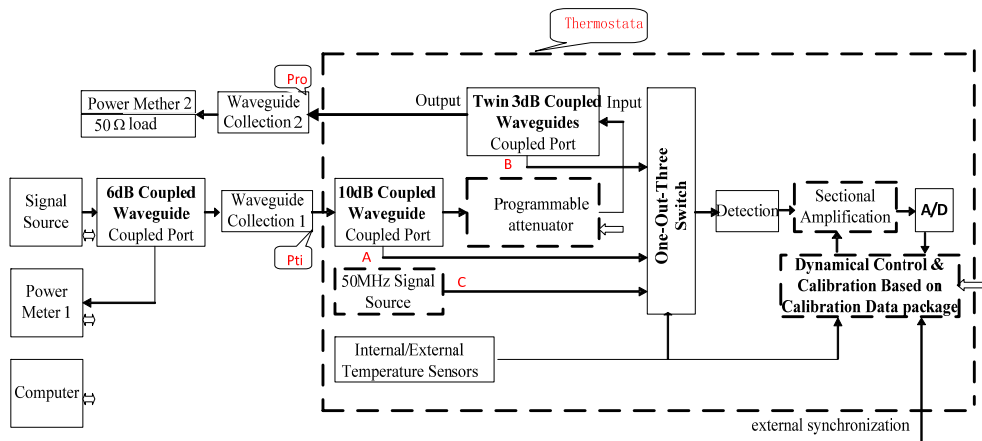 Thermostata
Pro
Power Mether 2
50Ω load
Waveguide
Collection 2
Output
Twin 3dB Coupled
Waveguides
Coupled Port
Input
B
Signal
Source
6dB Coupled
Waveguide
Coupled Port
Waveguide
Collection 1
Pti
10dB Coupled
Waveguide
Coupled Port
A
Programmable
attenuator
One-Out-Three
Switch
Detection
Sectional
Amplification
A/D
50MHz Signal
Source
C
Power
Meter 1
Dynamical Control &
Calibration Based on
Calibration Data package
Internal/External
Temperature Sensors
Computer
external synchronization